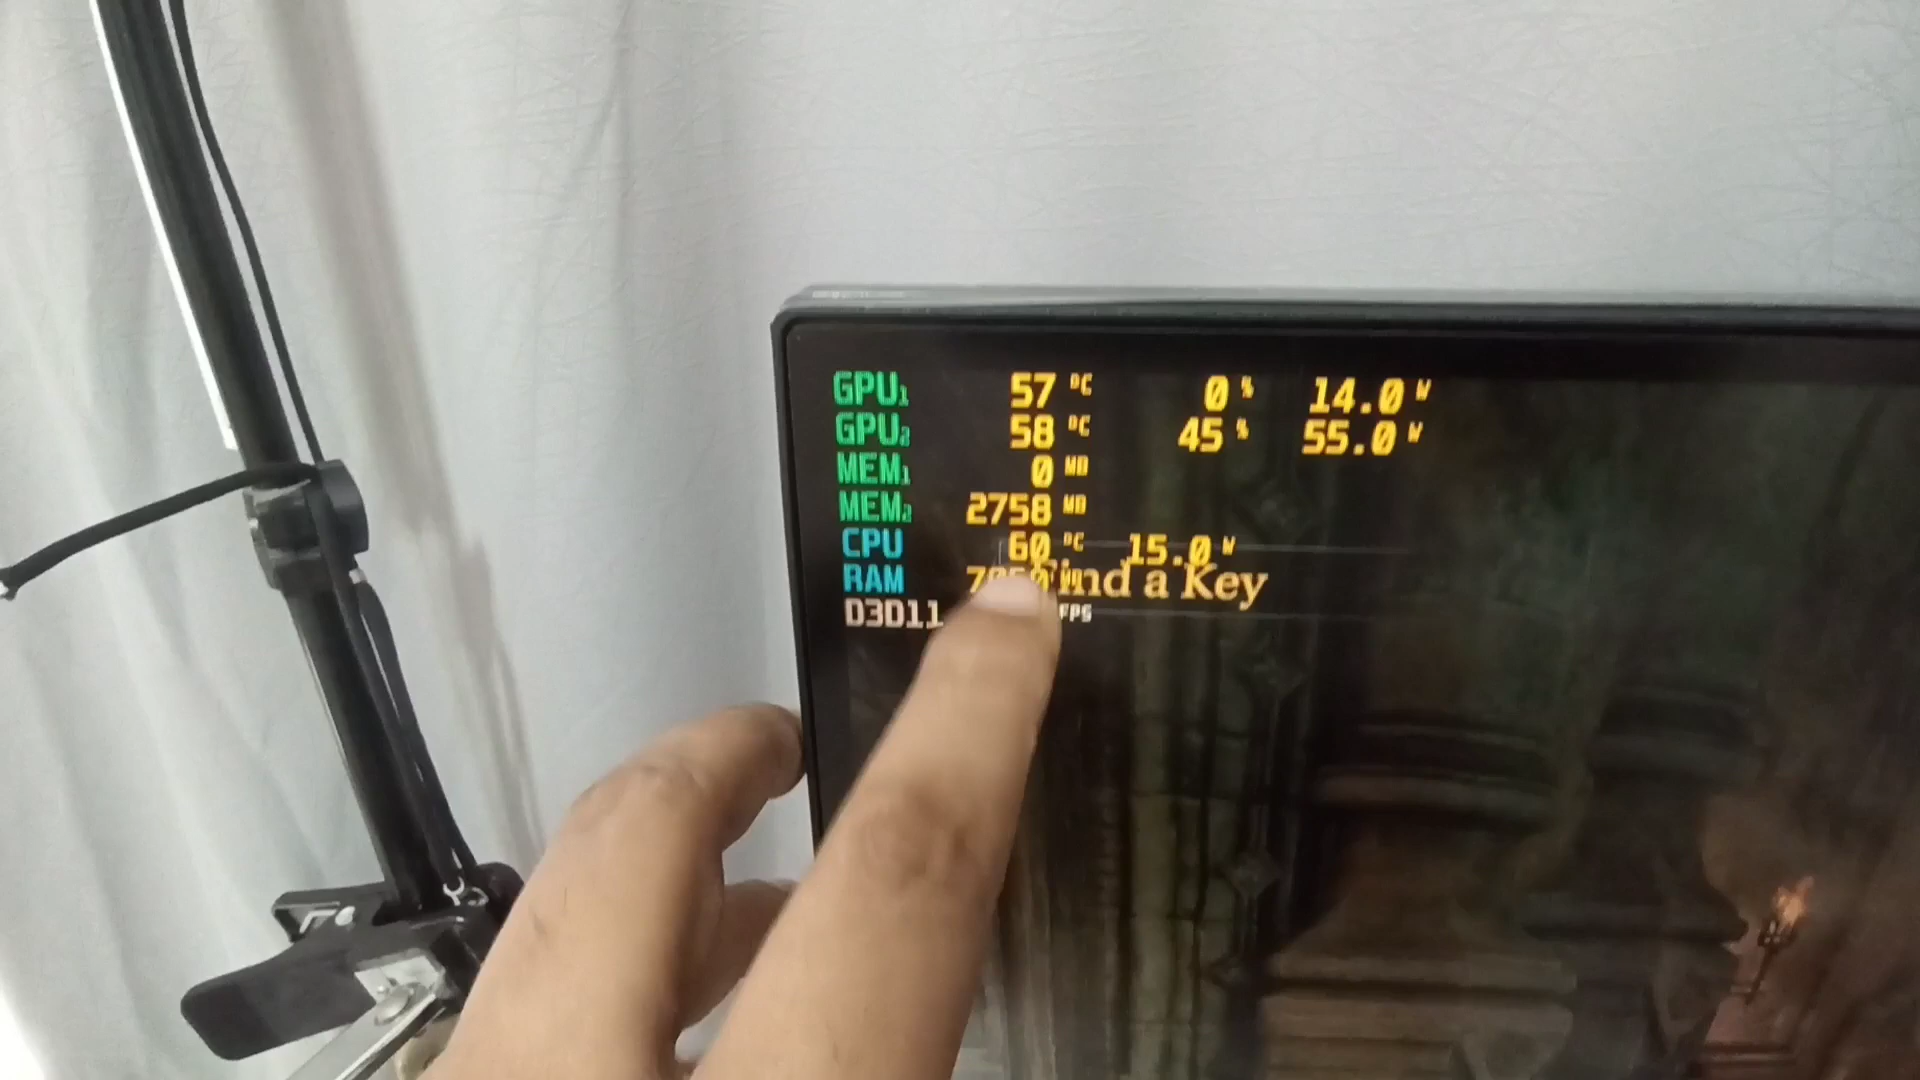 GPU1 57 °C 0 % 14.0 W
GPU2 58 °C 45 % 55.0 W
MEM1 0 MB
MEM2 2758 MB
CPU 60 °C 15.0 W
RAM
Find a Key
D3D11 FPS